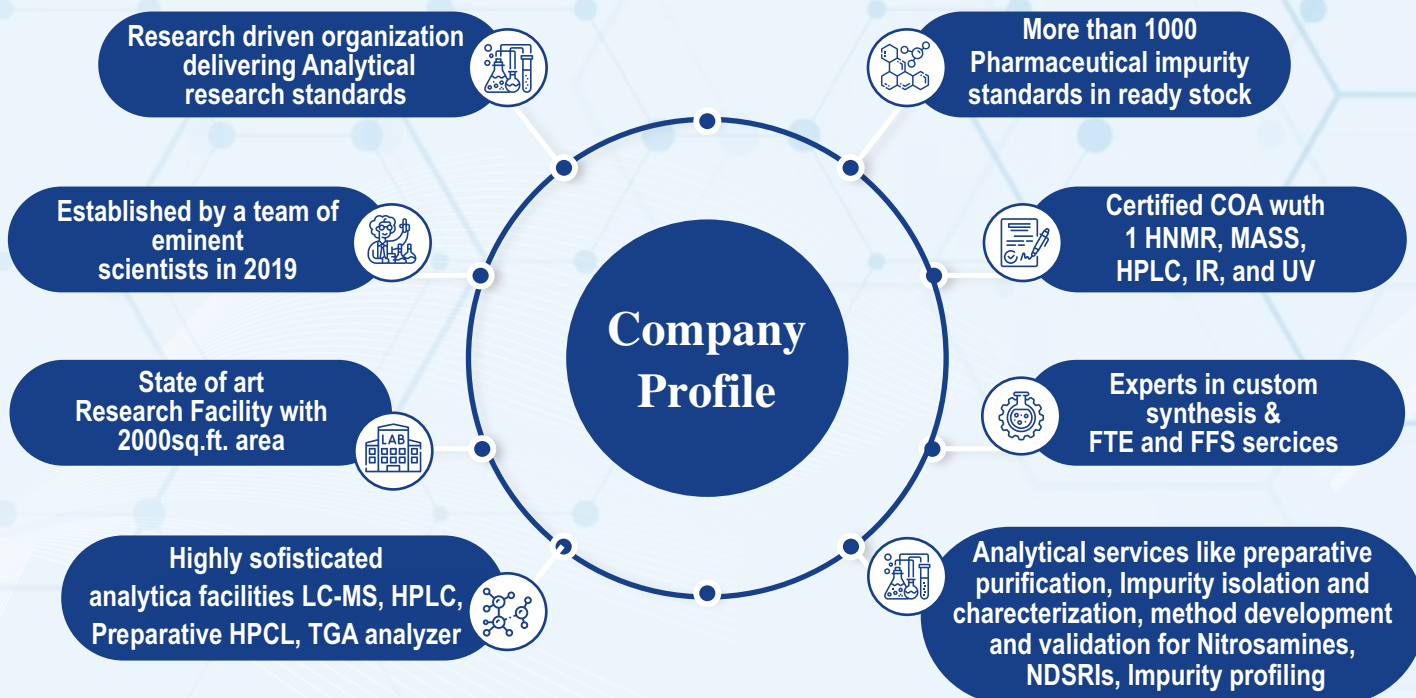 Research driven organization
delivering Analytical
research standards
Established by a team of
eminent
scientists in 2019
State of art
Research Facility with
2000sq.ft. area
LAB
Highly sofisticated
analytica facilities LC-MS, HPLC,
Preparative HPCL, TGA analyzer
Company
Profile
More than 1000
Pharmaceutical impurity
standards in ready stock
Certified COA wuth
1 HNMR, MASS,
HPLC, IR, and UV
Experts in custom
synthesis &
FTE and FFS sercices
Analytical services like preparative
purification, Impurity isolation and
charecterization, method development
and validation for Nitrosamines,
NDSRIs, Impurity profiling